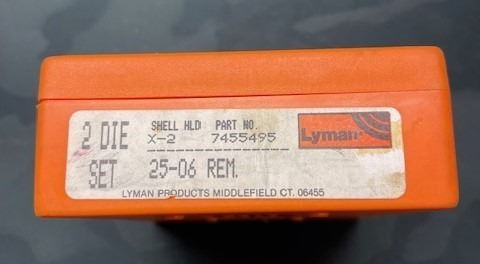 2 DIE SET
SHELL HLD PART NO.
X-2 7455495
Lyman
25-06 REM.
LYMAN PRODUCTS MIDDLEFIELD CT. 06455